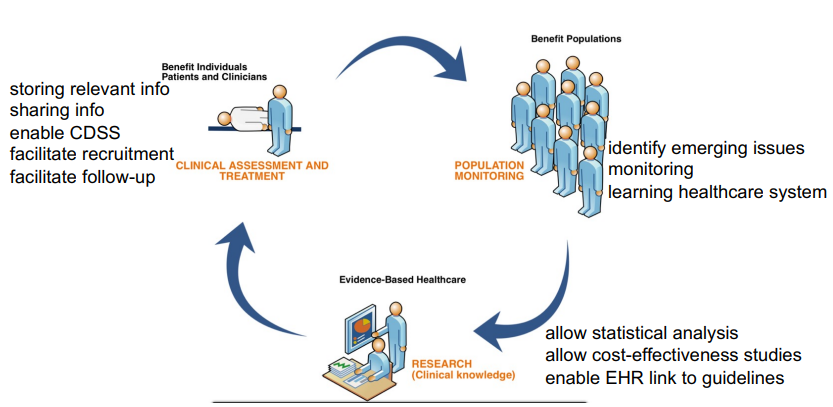 Benefit Individuals
Patients and Clinicians
storing relevant info
sharing info
enable CDSS
facilitate recruitment
facilitate follow-up
CLINICAL ASSESSMENT AND
TREATMENT
Benefit Populations
POPULATION
MONITORING
identify emerging issues
monitoring
learning healthcare system
Evidence-Based Healthcare
RESEARCH
(Clinical knowledge)
allow statistical analysis
allow cost-effectiveness studies
enable EHR link to guidelines